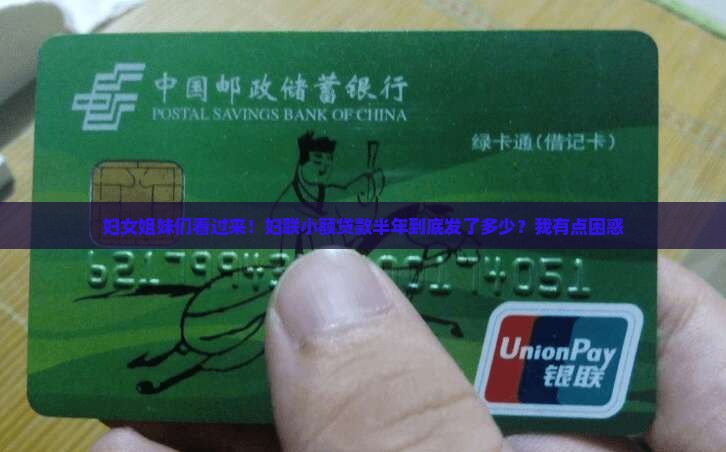 中国邮政储蓄银行
POSTAL SAVINGS BANK OF CHINA
绿卡通(借记卡)
妇女姐妹们看过来!妇联小额贷款半年到底发了多少?我有点困惑
UnionPay
银联